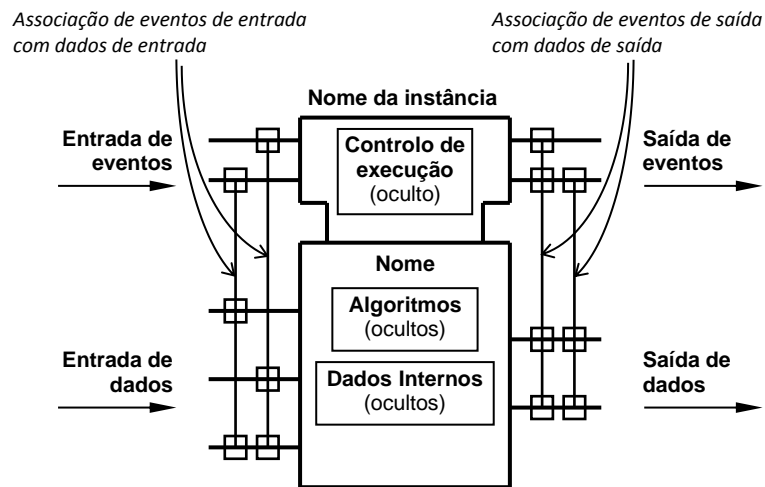 Associação de eventos de entrada
com dados de entrada
Associação de eventos de saída
com dados de saída
Nome da instância
Entrada de
eventos
Controlo de
execução
(oculto)
Saída de
eventos
Nome
Algoritmos
(ocultos)
Entrada de
dados
Dados Internos
(ocultos)
Saída de
dados